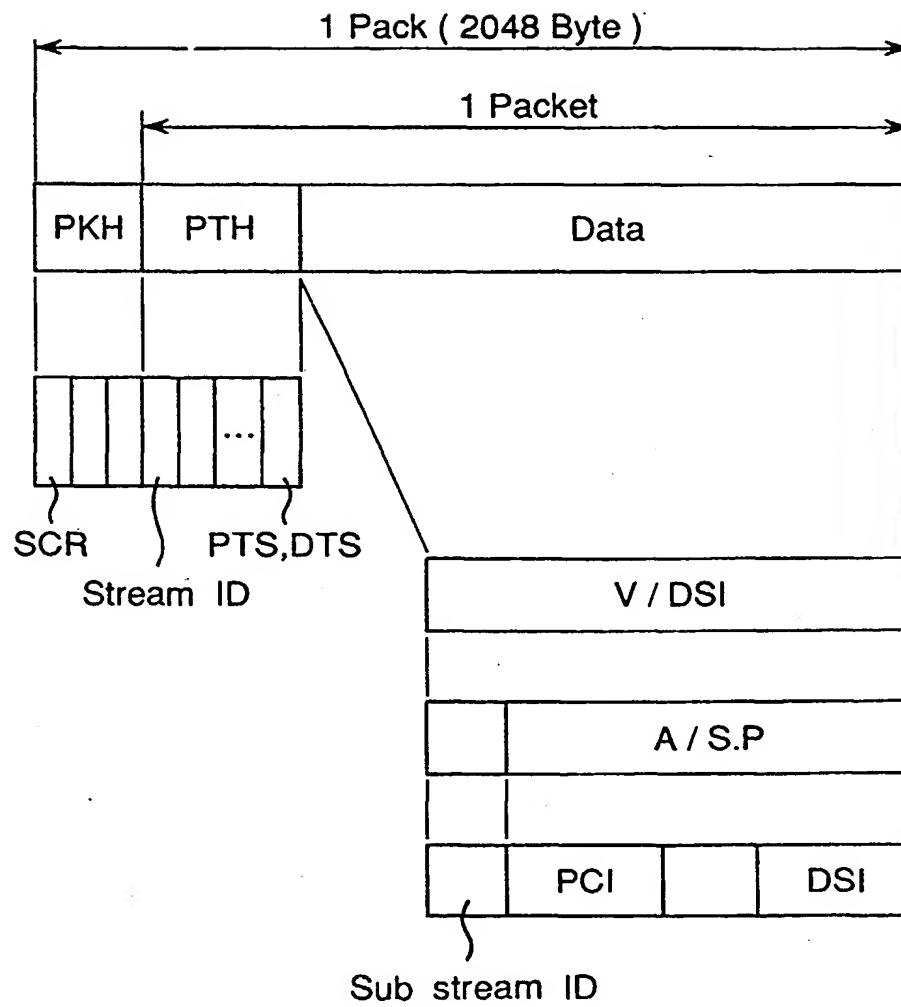 1 Pack ( 2048 Byte )
1 Packet
PKH PTH Data
...
SCR PTS,DTS
Stream ID
V / DSI
A / S.P
PCI DSI
Sub stream ID